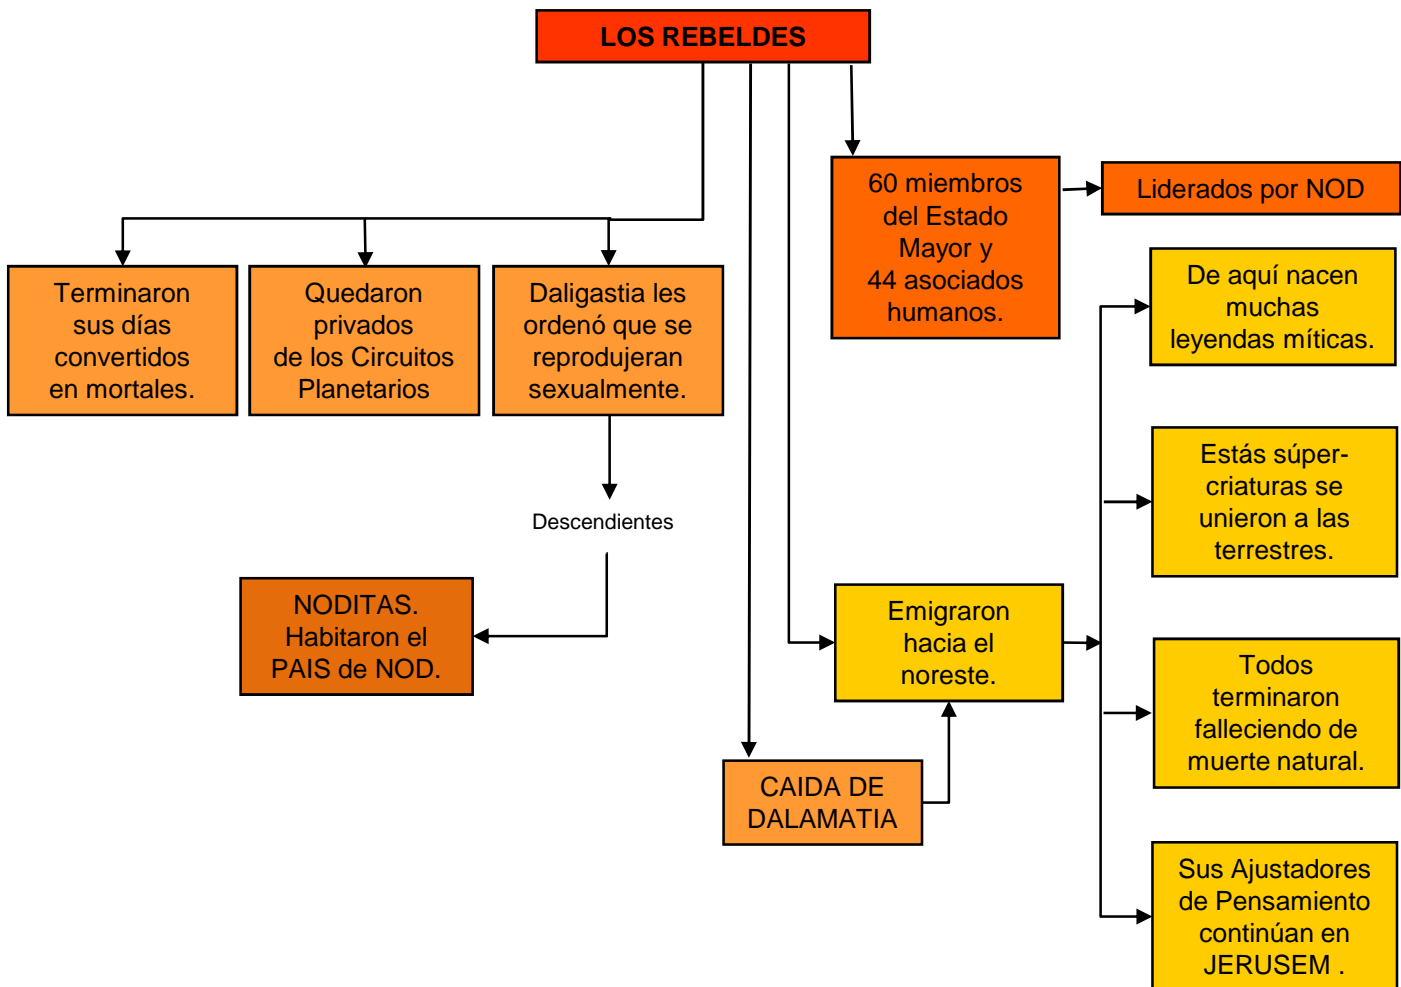 LOS REBELDES
60 miembros
del Estado
Mayor y
44 asociados
humanos.
Liderados por NOD
Terminaron
sus días
convertidos
en mortales.
Quedaron
privados
de los Circuitos
Planetarios
Daligastia les
ordenó que se
reprodujeran
sexualmente.
De aquí nacen
muchas
leyendas míticas.
Estás súper-
criaturas se
unieron a las
terrestres.
Descendientes
NODITAS.
Habitaron el
PAIS de NOD.
Emigraron
hacia el
noreste.
Todos
terminaron
falleciendo de
muerte natural.
CAIDA DE
DALAMATIA
Sus Ajustadores
de Pensamiento
continúan en
JERUSEM .